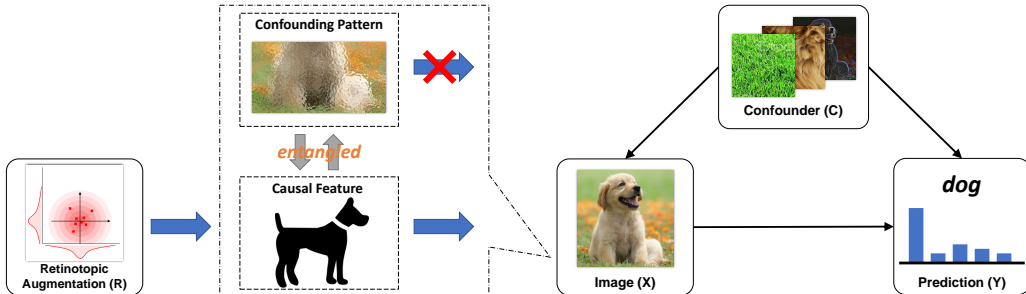 Confounding Pattern
entangled
Causal Feature
Retinotopic
Augmentation (R)
Confounder (C)
Image (X)
dog
Prediction (Y)